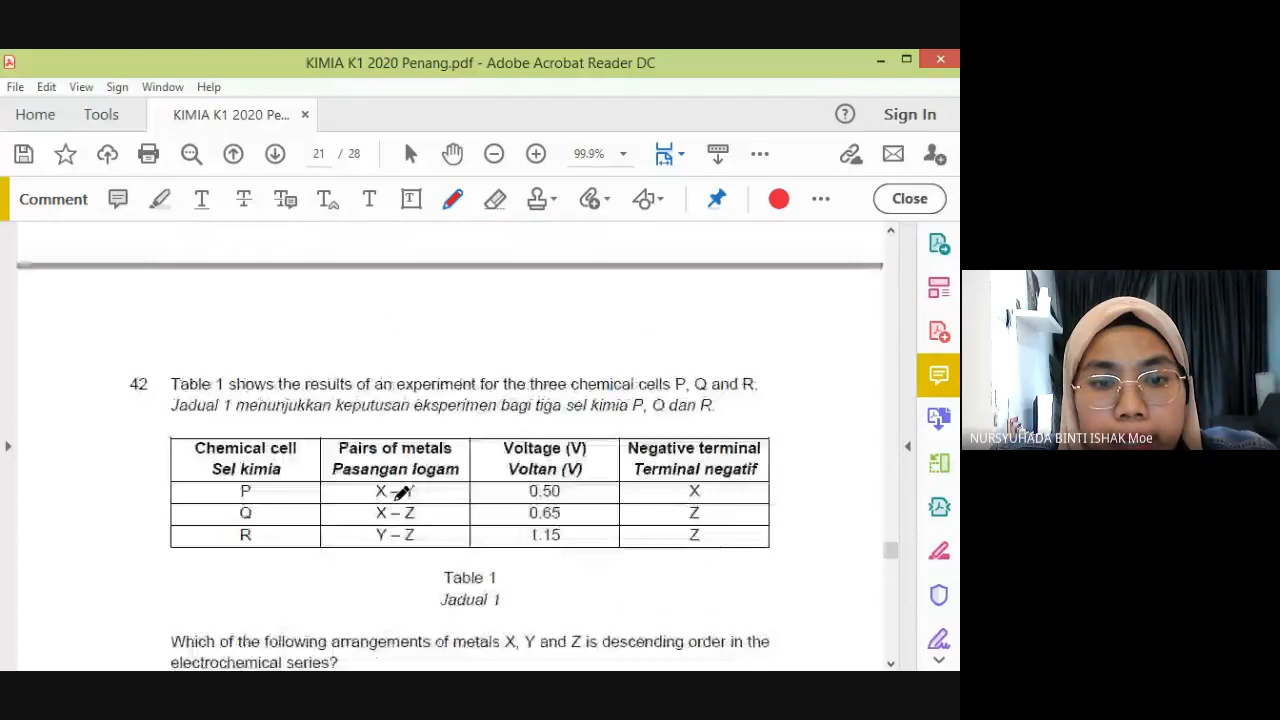 KIMIA K1 2020 Penang.pdf - Adobe Acrobat Reader DC
File Edit View Window Help
Home Tools KIMIA K1 2020 Pe... × Sign In
21 / 28 99.9%
Comment Close
42 Table 1 shows the results of an experiment for the three chemical cells P, Q and R.
Jadual 1 menunjukkan keputusan eksperimen bagi tiga sel kimia P, Q dan R.
Chemical cell Pairs of metals Voltage (V) Negative terminal
Sel kimia Pasangan logam Voltan (V) Terminal negatif
P X – Y 0.50 X
Q X – Z 0.65 Z
R Y – Z 1.15 Z
Table 1
Jadual 1
Which of the following arrangements of metals X, Y and Z is descending order in the
electrochemical series?
NURSYUHADA BINTI ISHAK Moe